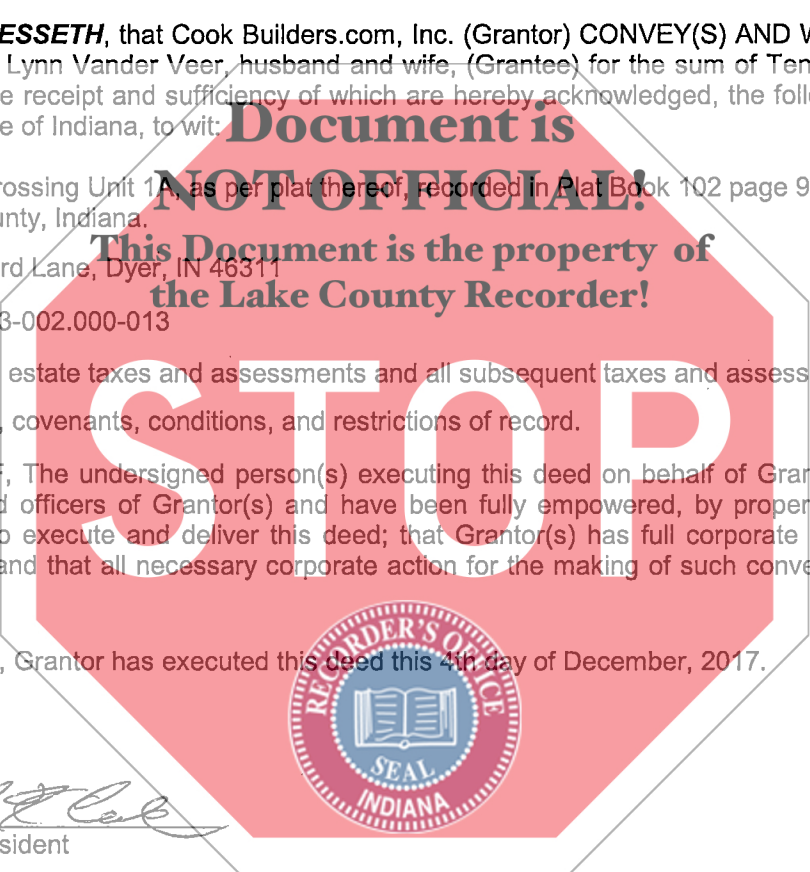 ESSETH, that Cook Builders.com, Inc. (Grantor) CONVEY(S) AND W
Lynn Vander Veer, husband and wife, (Grantee) for the sum of Ten
e receipt and sufficiency of which are hereby acknowledged, the foll
e of Indiana, to wit:
Document is
NOT OFFICIAL!
This Document is the property of
the Lake County Recorder!
STOP
rossing Unit 1A, as per plat thereof, recorded in Plat Book 102 page 9
unty, Indiana.
rd Lane, Dyer, IN 46311
3-002.000-013
estate taxes and assessments and all subsequent taxes and assess
, covenants, conditions, and restrictions of record.
, The undersigned person(s) executing this deed on behalf of Gran
d officers of Grantor(s) and have been fully empowered, by proper
o execute and deliver this deed; that Grantor(s) has full corporate
and that all necessary corporate action for the making of such conve
, Grantor has executed this deed this 4th day of December, 2017.
RECORDER'S OFFICE
SEAL
INDIANA
sident